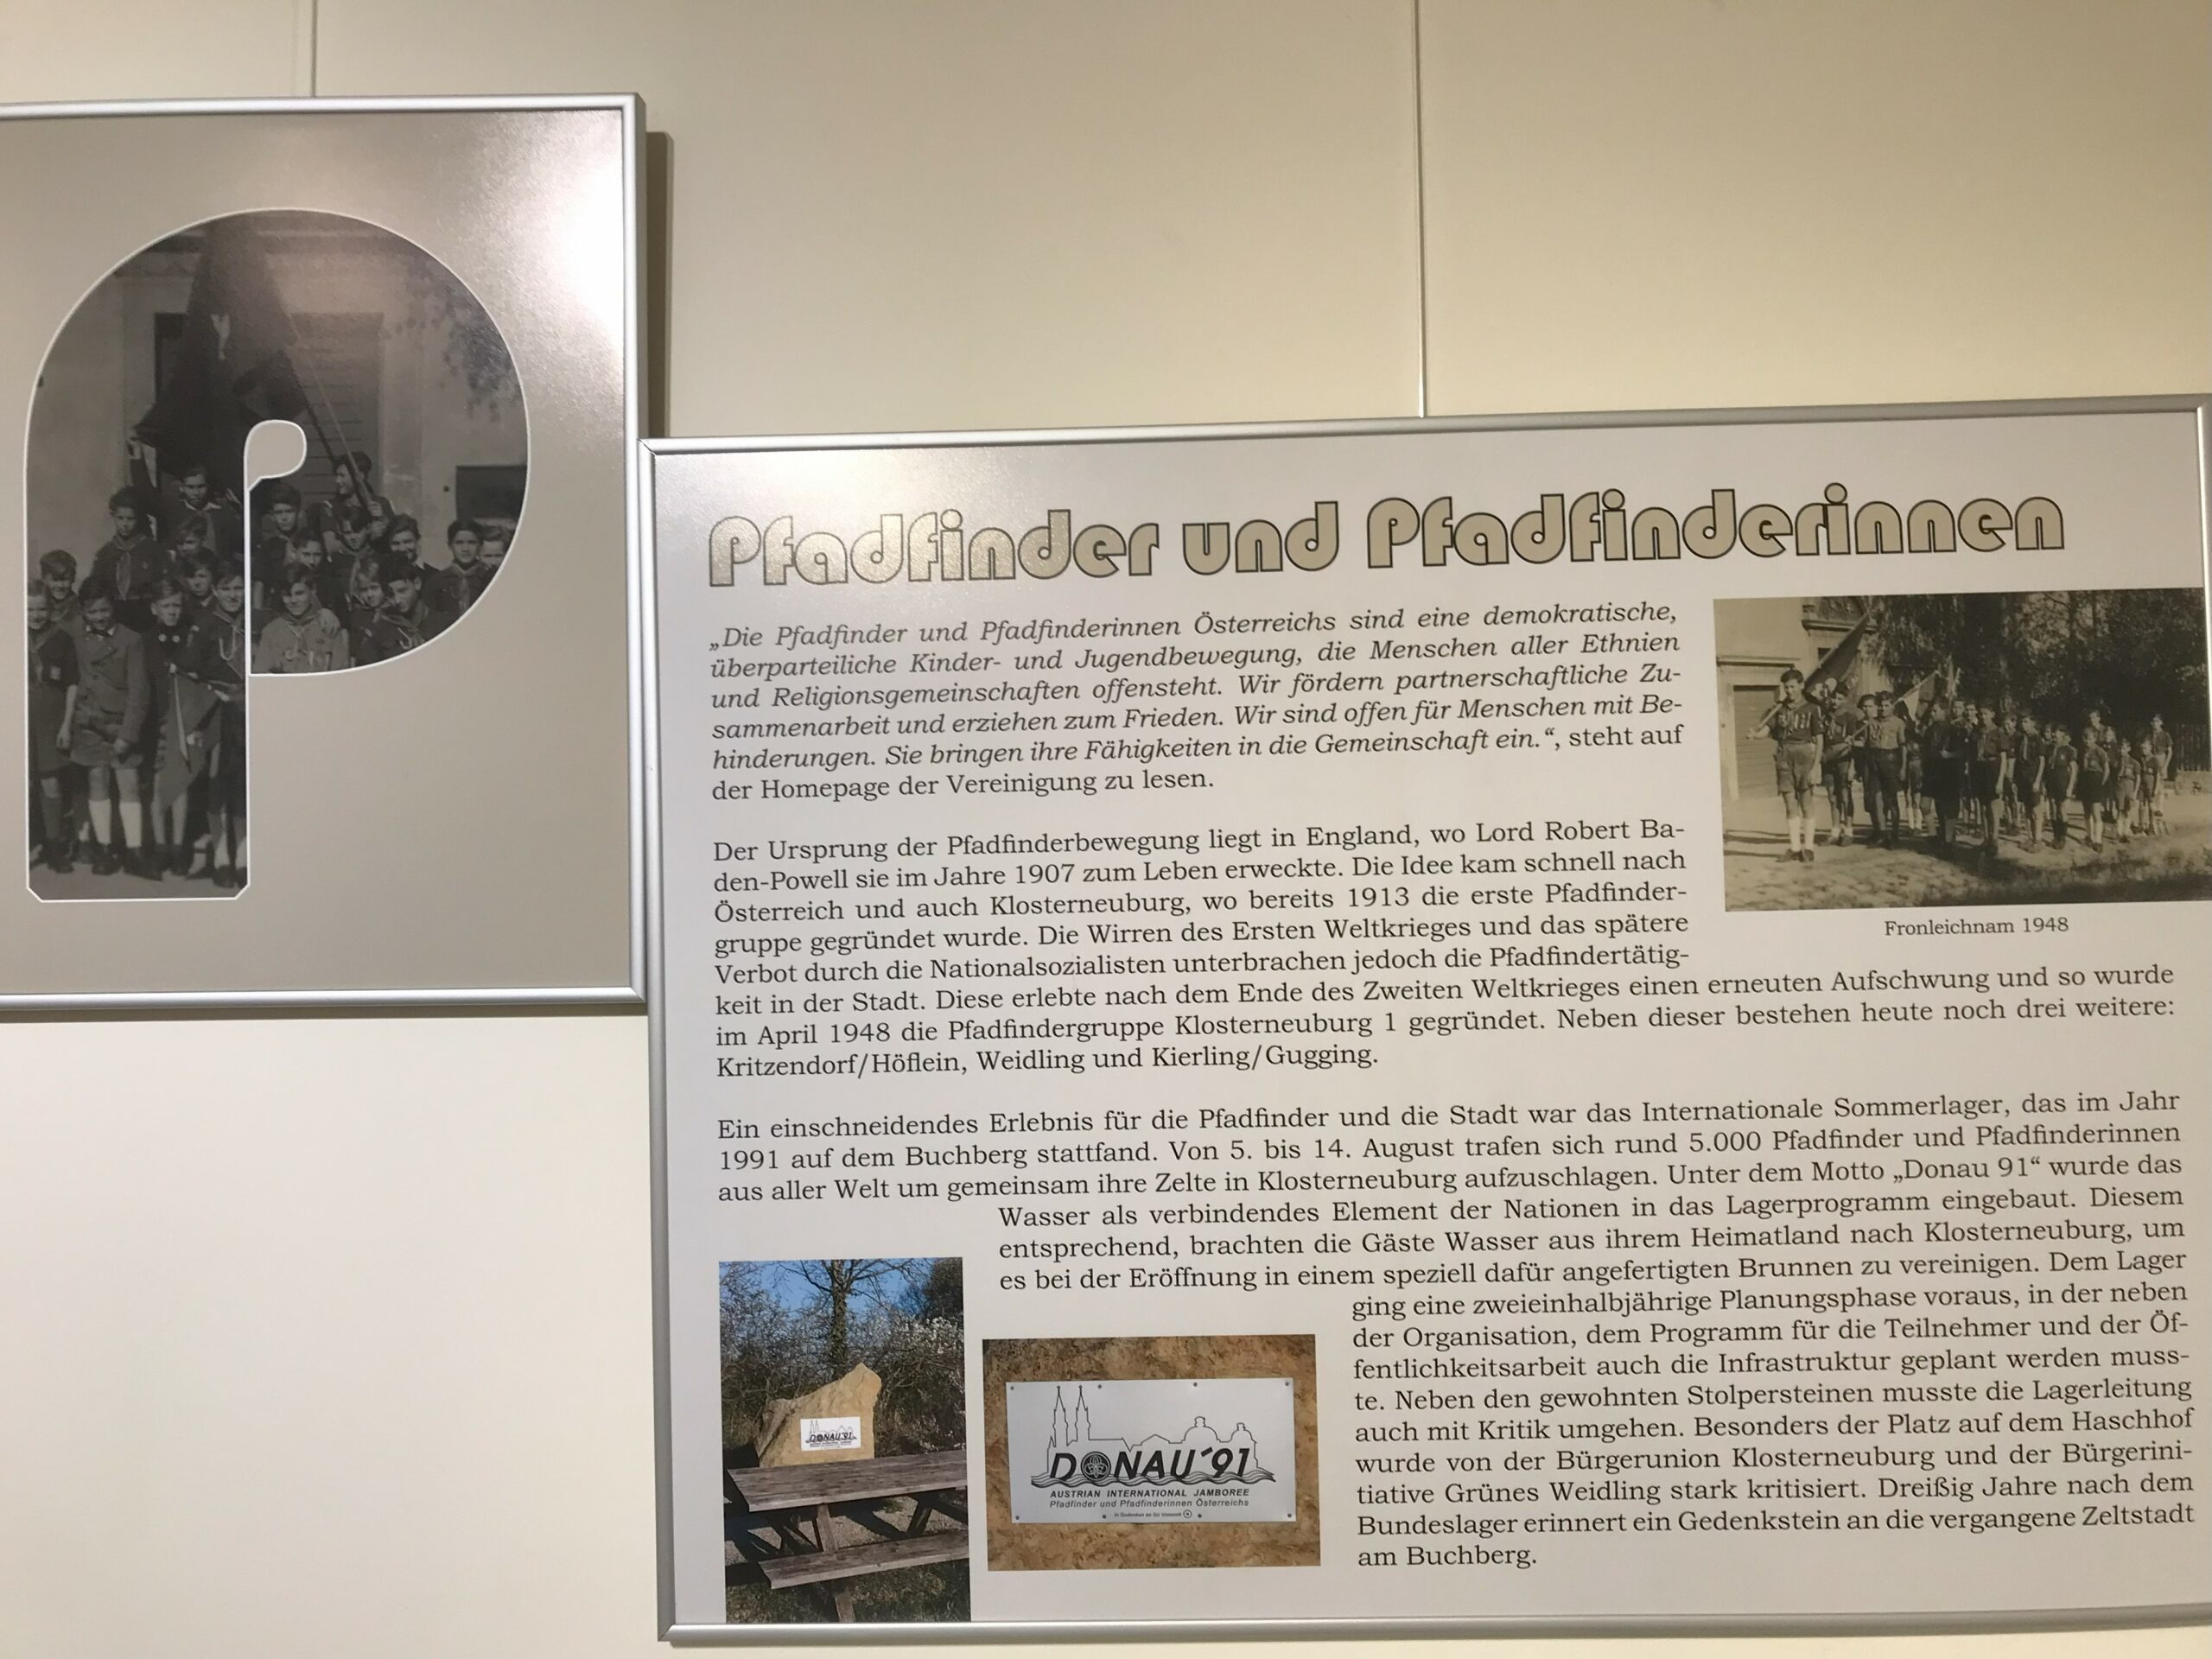 P
Pfadfinder und Pfadfinderinnen
„Die Pfadfinder und Pfadfinderinnen Österreichs sind eine demokratische,
überparteiliche Kinder- und Jugendbewegung, die Menschen aller Ethnien
und Religionsgemeinschaften offensteht. Wir fördern partnerschaftliche Zu-
sammenarbeit und erziehen zum Frieden. Wir sind offen für Menschen mit Be-
hinderungen. Sie bringen ihre Fähigkeiten in die Gemeinschaft ein.“, steht auf
der Homepage der Vereinigung zu lesen.
Der Ursprung der Pfadfinderbewegung liegt in England, wo Lord Robert Ba-
den-Powell sie im Jahre 1907 zum Leben erweckte. Die Idee kam schnell nach
Österreich und auch Klosterneuburg, wo bereits 1913 die erste Pfadfinder-
gruppe gegründet wurde. Die Wirren des Ersten Weltkrieges und das spätere
Verbot durch die Nationalsozialisten unterbrachen jedoch die Pfadfindertätig-
keit in der Stadt. Diese erlebte nach dem Ende des Zweiten Weltkrieges einen erneuten Aufschwung und so wurde
im April 1948 die Pfadfindergruppe Klosterneuburg 1 gegründet. Neben dieser bestehen heute noch drei weitere:
Kritzendorf/Höflein, Weidling und Kierling/Gugging.
Fronleichnam 1948
Ein einschneidendes Erlebnis für die Pfadfinder und die Stadt war das Internationale Sommerlager, das im Jahr
1991 auf dem Buchberg stattfand. Von 5. bis 14. August trafen sich rund 5.000 Pfadfinder und Pfadfinderinnen
aus aller Welt um gemeinsam ihre Zelte in Klosterneuburg aufzuschlagen. Unter dem Motto „Donau 91“ wurde das
Wasser als verbindendes Element der Nationen in das Lagerprogramm eingebaut. Diesem
entsprechend, brachten die Gäste Wasser aus ihrem Heimatland nach Klosterneuburg, um
es bei der Eröffnung in einem speziell dafür angefertigten Brunnen zu vereinigen. Dem Lager
ging eine zweieinhalbjährige Planungsphase voraus, in der neben
der Organisation, dem Programm für die Teilnehmer und der Öf-
fentlichkeitsarbeit auch die Infrastruktur geplant werden muss-
te. Neben den gewohnten Stolpersteinen musste die Lagerleitung
auch mit Kritik umgehen. Besonders der Platz auf dem Haschhof
wurde von der Bürgerunion Klosterneuburg und der Bürgerini-
tiative Grünes Weidling stark kritisiert. Dreißig Jahre nach dem
Bundeslager erinnert ein Gedenkstein an die vergangene Zeltstadt
am Buchberg.
DONAU'91
DONAU´91
AUSTRIAN INTERNATIONAL JAMBOREE
Pfadfinder und Pfadfinderinnen Österreichs